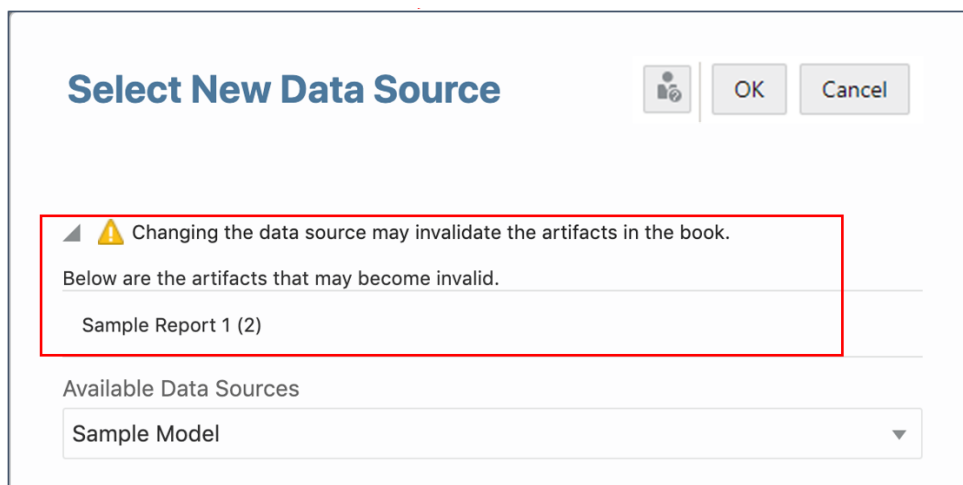 Select New Data Source
OK
Cancel
Changing the data source may invalidate the artifacts in the book.
Below are the artifacts that may become invalid.
Sample Report 1 (2)
Available Data Sources
Sample Model